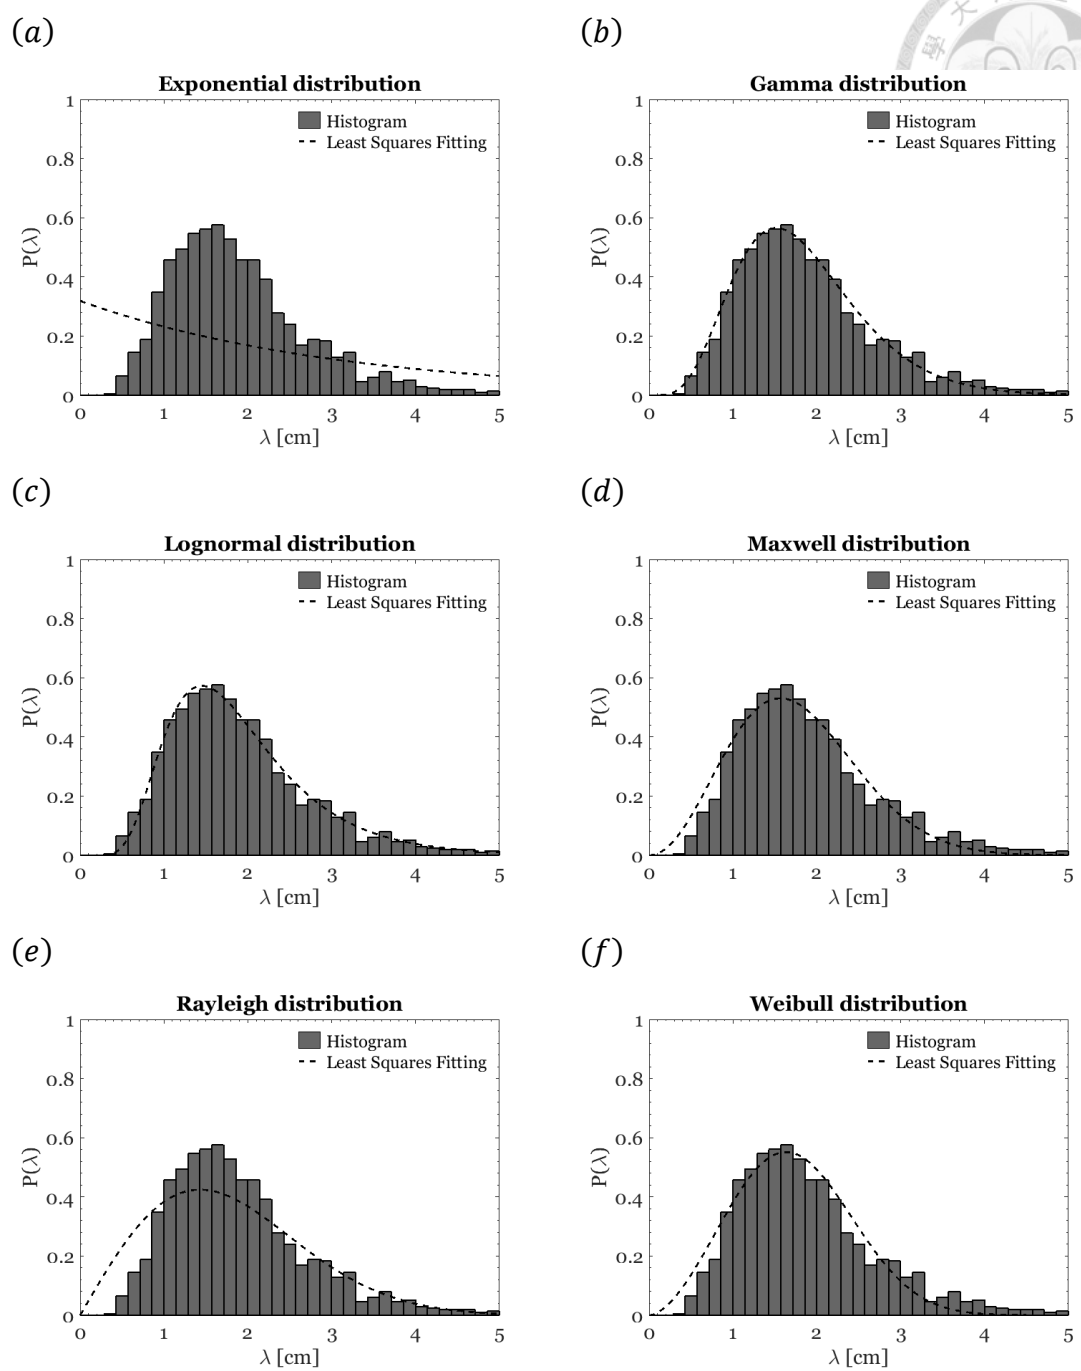 (a)
(b)
學 大
Exponential distribution
1
0.8
0.6
0.4
0.2
0
P(λ)
Histogram
Least Squares Fitting
0 1 2 3 4 5
λ [cm]
Gamma distribution
1
0.8
0.6
0.4
0.2
0
P(λ)
Histogram
Least Squares Fitting
0 1 2 3 4 5
λ [cm]
(c)
(d)
Lognormal distribution
1
0.8
0.6
0.4
0.2
0
P(λ)
Histogram
Least Squares Fitting
0 1 2 3 4 5
λ [cm]
Maxwell distribution
1
0.8
0.6
0.4
0.2
0
P(λ)
Histogram
Least Squares Fitting
0 1 2 3 4 5
λ [cm]
(e)
(f)
Rayleigh distribution
1
0.8
0.6
0.4
0.2
0
P(λ)
Histogram
Least Squares Fitting
0 1 2 3 4 5
λ [cm]
Weibull distribution
1
0.8
0.6
0.4
0.2
0
P(λ)
Histogram
Least Squares Fitting
0 1 2 3 4 5
λ [cm]